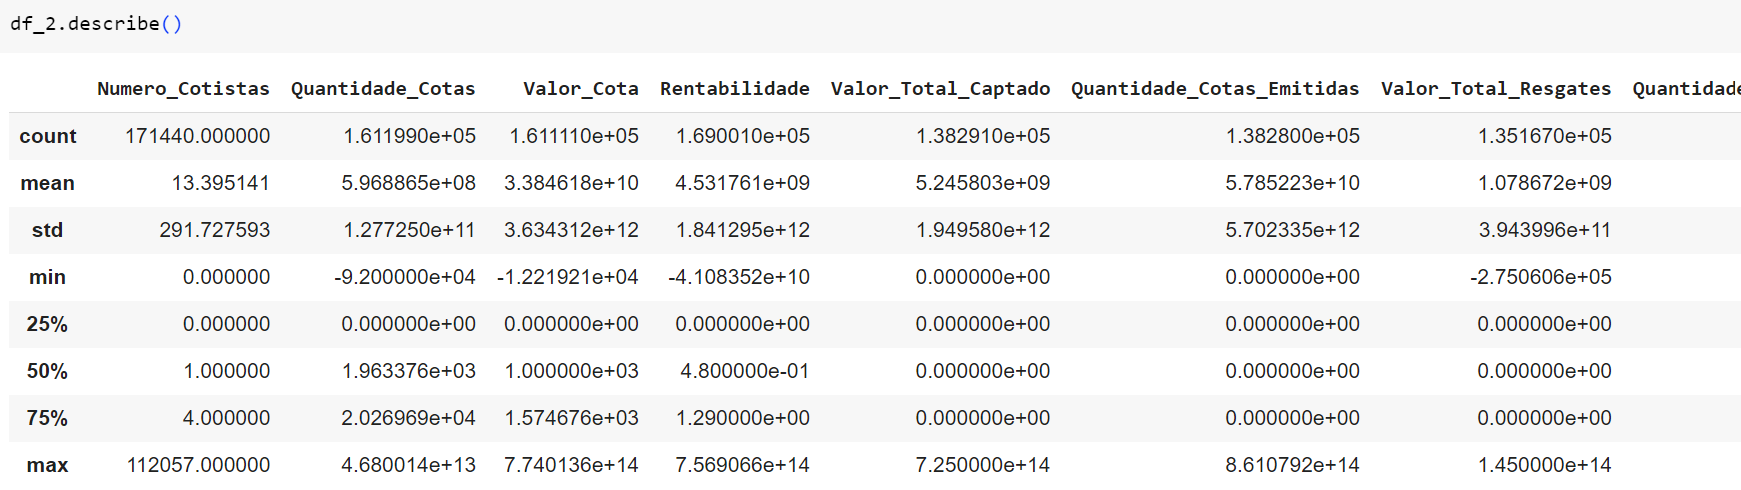 df_2.describe()
Numero_Cotistas Quantidade_Cotas Valor_Cota Rentabilidade Valor_Total_Captado Quantidade_Cotas_Emitidas Valor_Total_Resgates Quantidade
count 171440.000000 1.611990e+05 1.611110e+05 1.690010e+05 1.382910e+05 1.382800e+05 1.351670e+05
mean 13.395141 5.968865e+08 3.384618e+10 4.531761e+09 5.245803e+09 5.785223e+10 1.078672e+09
std 291.727593 1.277250e+11 3.634312e+12 1.841295e+12 1.949580e+12 5.702335e+12 3.943996e+11
min 0.000000 -9.200000e+04 -1.221921e+04 -4.108352e+10 0.000000e+00 0.000000e+00 -2.750606e+05
25% 0.000000 0.000000e+00 0.000000e+00 0.000000e+00 0.000000e+00 0.000000e+00 0.000000e+00
50% 1.000000 1.963376e+03 1.000000e+03 4.800000e-01 0.000000e+00 0.000000e+00 0.000000e+00
75% 4.000000 2.026969e+04 1.574676e+03 1.290000e+00 0.000000e+00 0.000000e+00 0.000000e+00
max 112057.000000 4.680014e+13 7.740136e+14 7.569066e+14 7.250000e+14 8.610792e+14 1.450000e+14